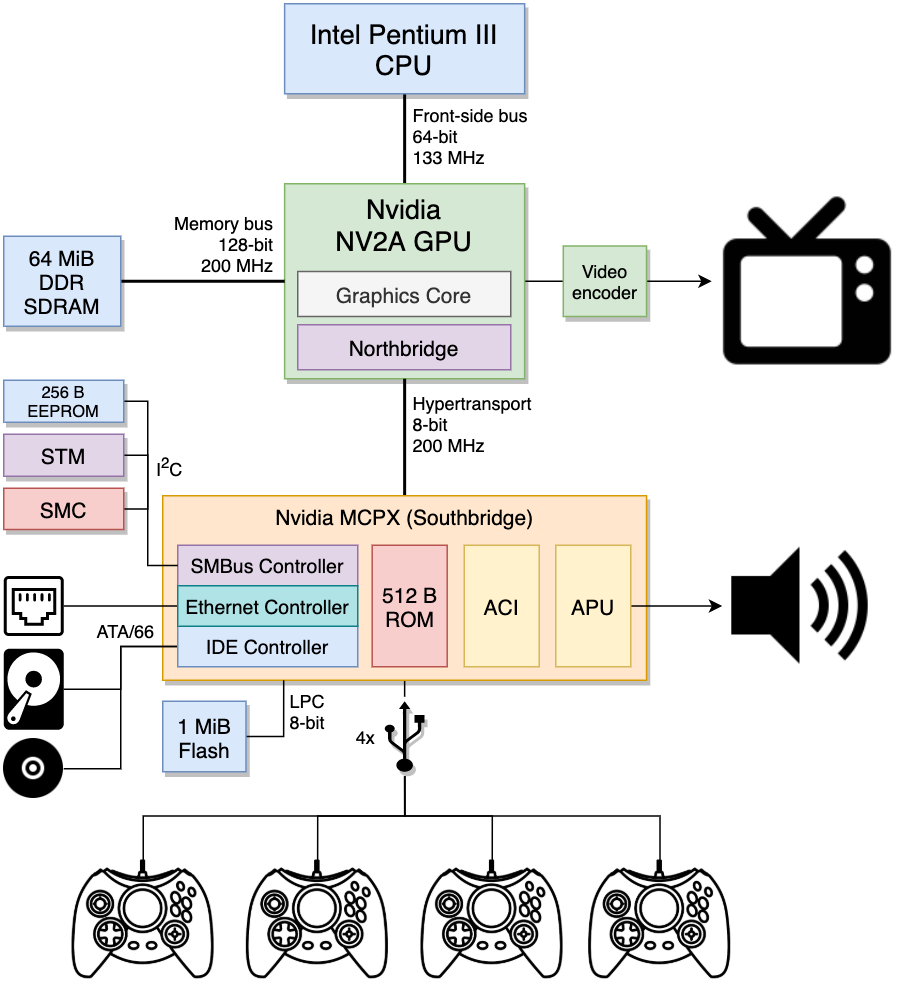 Intel Pentium III
CPU
Front-side bus
64-bit
133 MHz
Nvidia
NV2A GPU
Memory bus
128-bit
200 MHz
64 MiB
DDR
SDRAM
Graphics Core
Northbridge
Video
encoder
256 B
EEPROM
STM
SMC
I²C
Hypertransport
8-bit
200 MHz
Nvidia MCPX (Southbridge)
SMBus Controller
Ethernet Controller
IDE Controller
512 B
ROM
ACI
APU
ATA/66
LPC
8-bit
1 MiB
Flash
4x